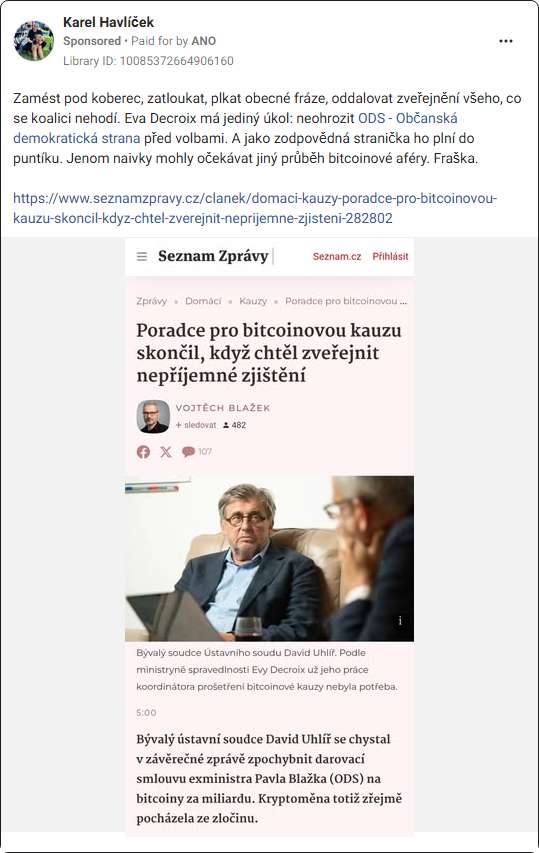 Karel Havlíček
Sponsored • Paid for by ANO
Library ID: 10085372664906160
Zamést pod koberec, zatloukat, plkat obecné fráze, oddalovat zveřejnění všeho, co
se koalici nehodí. Eva Decroix má jediný úkol: neohrozit ODS - Občanská
demokratická strana před volbami. A jako zodpovědná stranička ho plní do
puntíku. Jenom naivky mohly očekávat jiný průběh bitcoinové aféry. Fraška.
https://www.seznamzpravy.cz/clanek/domaci-kauzy-poradce-pro-bitcoinovou-
kauzu-skoncil-kdyz-chtel-zverejnit-neprijemne-zjisteni-282802
Seznam Zprávy
Seznam.cz Přihlásit
Zprávy • Domácí • Kauzy • Poradce pro bitcoinovou ...
Poradce pro bitcoinovou kauzu
skončil, když chtěl zveřejnit
nepříjemné zjištění
VOJTĚCH BLAŽEK
+ sledovat 482
107
Bývalý soudce Ústavního soudu David Uhlíř. Podle
ministryně spravedlnosti Evy Decroix už jeho práce
koordinátora prošetření bitcoinové kauzy nebyla potřeba.
5:00
Bývalý ústavní soudce David Uhlíř se chystal
v závěrečné zprávě zpochybnit darovací
smlouvu exministra Pavla Blažka (ODS) na
bitcoiny za miliardu. Kryptoměna totiž zřejmě
pocházela ze zločinu.